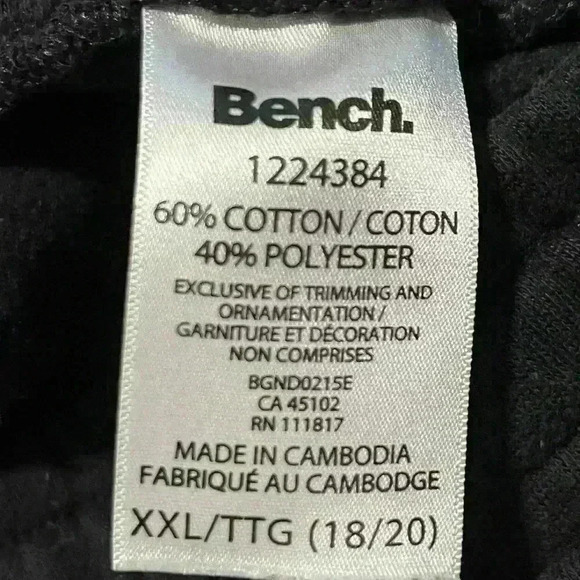 Bench.
1224384
60% COTTON / COTON
40% POLYESTER
EXCLUSIVE OF TRIMMING AND
ORNAMENTATION /
GARNITURE ET DÉCORATION
NON COMPRISES
BGND0215E
CA 45102
RN 111817
MADE IN CAMBODIA
FABRIQUÉ AU CAMBODGE
XXL/TTG (18/20)